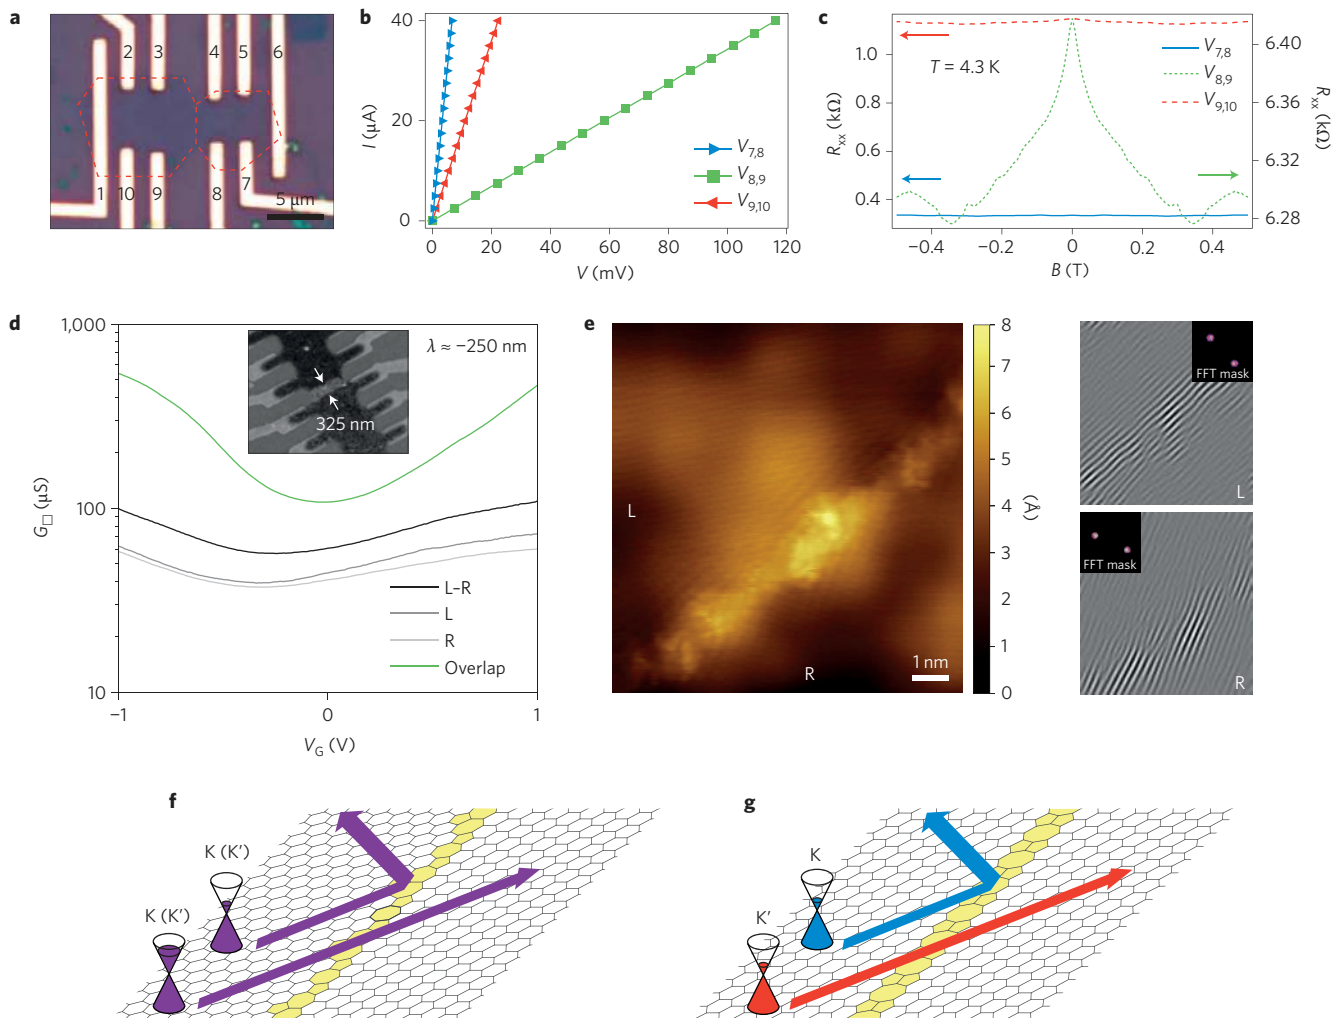 a
2 3 4 5 6
1 10 9 8 7
5 μm
b
I (μA)
40
20
0
0 20 40 60 80 100 120
V (mV)
V7,8
V8,9
V9,10
c
Rxx (kΩ)
1.0
0.8
0.6
0.4
T = 4.3 K
V7,8
V8,9
V9,10
6.40
6.36
6.32
6.28
Rxx (kΩ)
−0.4 −0.2 0 0.2 0.4
B (T)
d
G□ (μS)
1,000
100
10
λ ≈ −250 nm
325 nm
L–R
L
R
Overlap
−1 0 1
VG (V)
e
L
R
1 nm
8
7
6
5
4
3
2
1
0
(Å)
FFT mask
L
FFT mask
R
f
K (K′)
K (K′)
g
K
K′